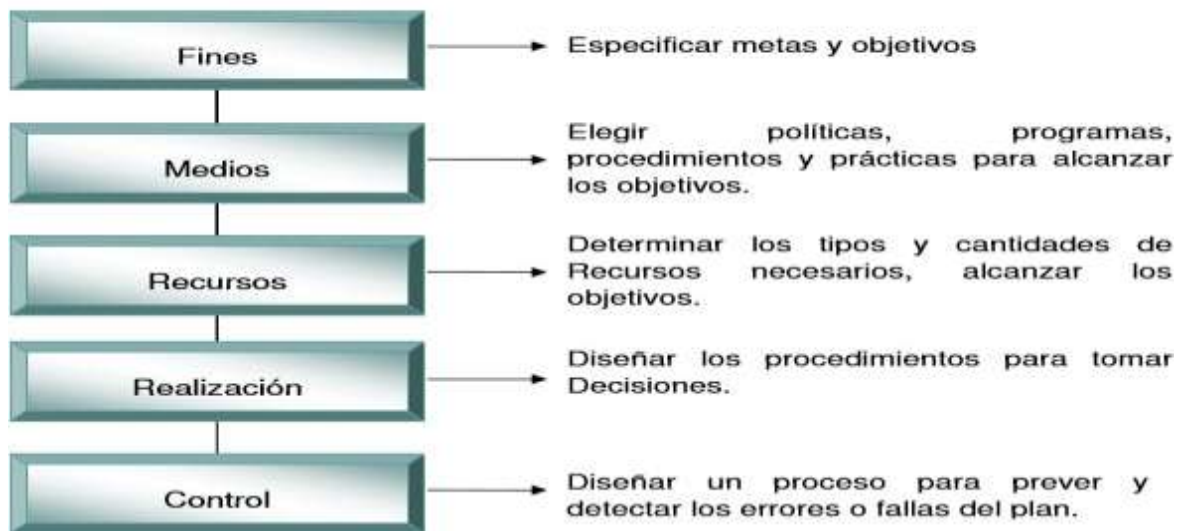 Fines
Especificar metas y objetivos
Medios
Elegir políticas, programas,
procedimientos y prácticas para alcanzar
los objetivos.
Recursos
Determinar los tipos y cantidades de
Recursos necesarios, alcanzar los
objetivos.
Realización
Diseñar los procedimientos para tomar
Decisiones.
Control
Diseñar un proceso para prever y
detectar los errores o fallas del plan.